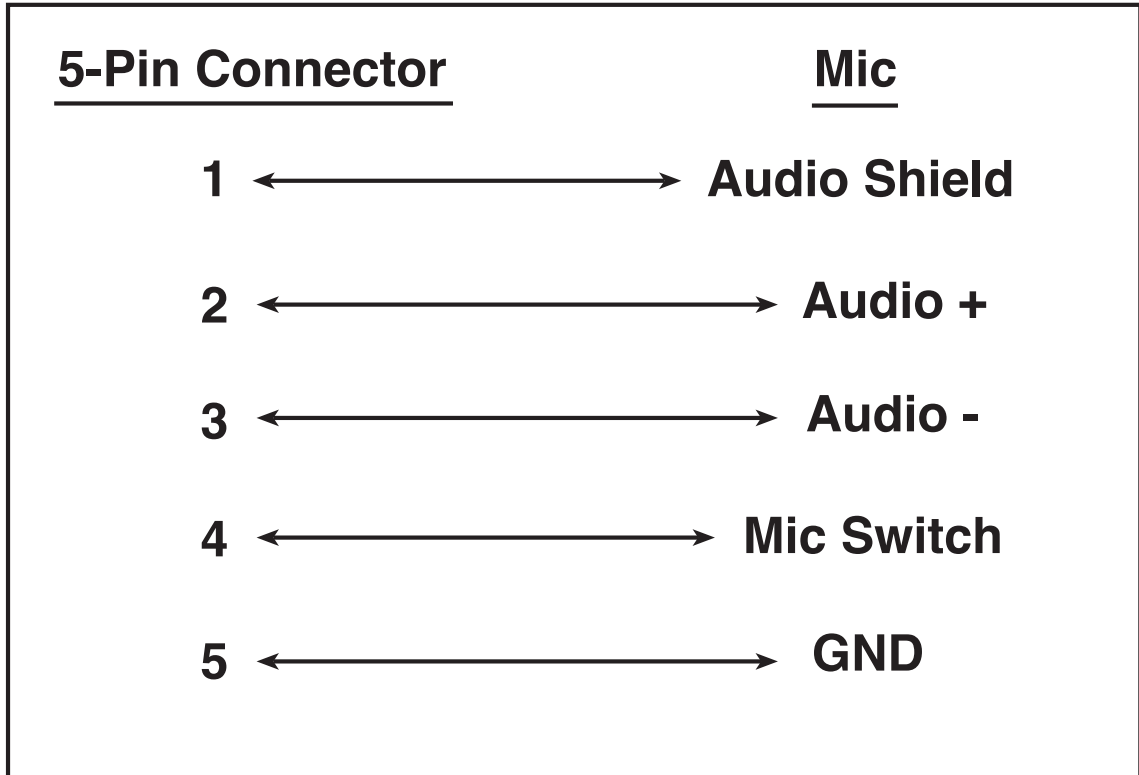 5-Pin Connector Mic
1 Audio Shield
2 Audio +
3 Audio -
4 Mic Switch
5 GND